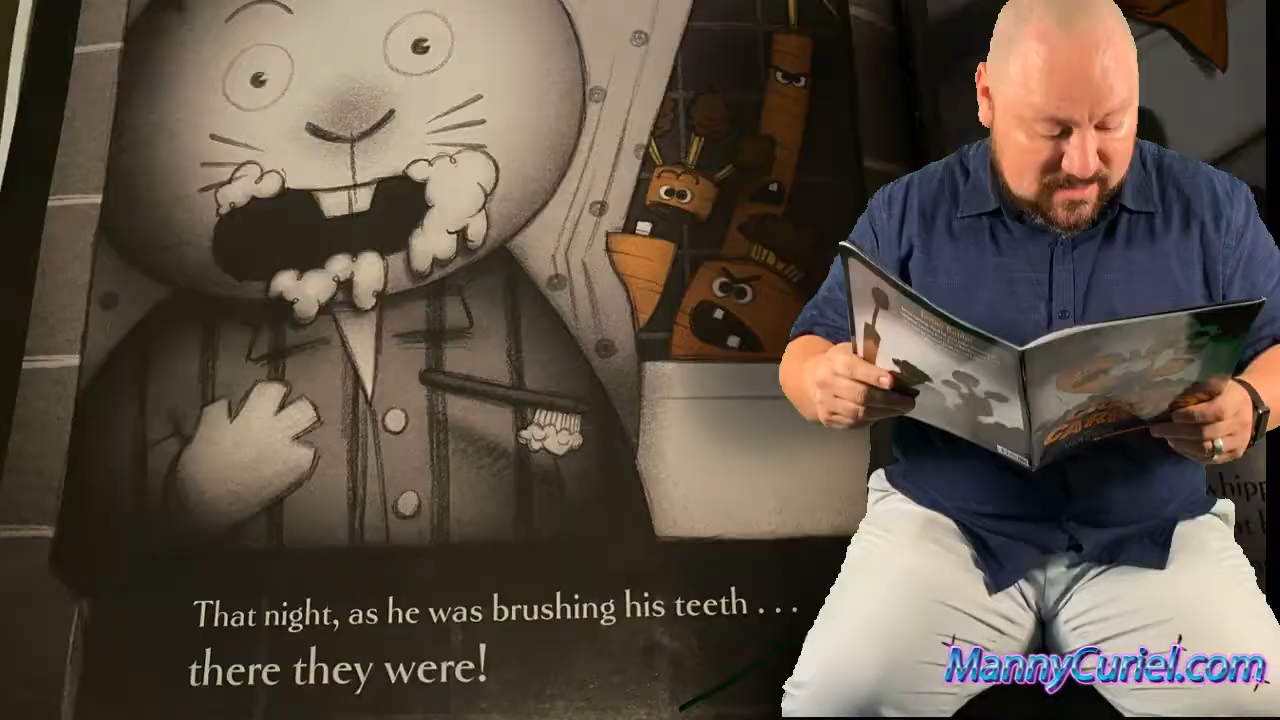 That night, as he was brushing his teeth . . .
there they were!
MannyCuriel.com